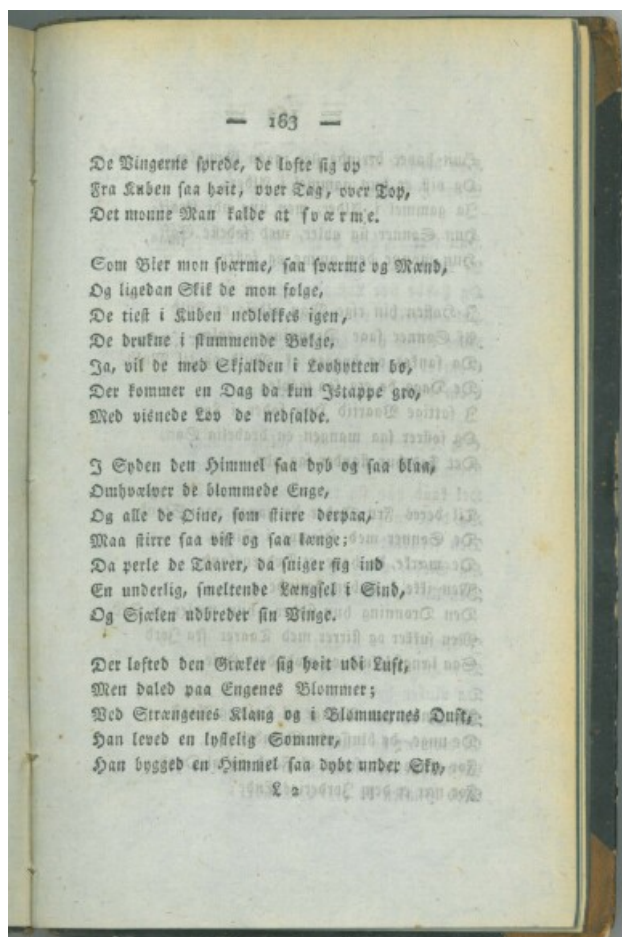 — 163 —
De Vingerne sprede, de løfte sig op
Fra Kuben saa høit, over Tag, over Top,
Det monne Man kalde at sværme.
Som Bier mon sværme, saa sværme og Mænd,
Og ligedan Skik de mon følge,
De tiest i Kuben nedlokkes igen,
De drukne i skummende Bølge,
Ja, vil de med Skjalden i Løvhytten bo,
Der kommer en Dag da kun Istappe gro,
Med visnede Løv de nedfalde.
I Syden den Himmel saa dyb og saa blaa,
Omhvælver de blommede Enge,
Og alle de Øine, som stirre derpaa,
Maa stirre saa vist og saa længe;
Da perle de Taarer, da sniger sig ind
En underlig, smeltende Længsel i Sind,
Og Sjælen udbreder sin Vinge.
Der løfted den Græker sig høit udi Luft,
Men daled paa Engenes Blommer;
Ved Strængenes Klang og i Blommernes Duft,
Han leved en lystelig Sommer,
Han bygged en Himmel saa dybt under Sky,
L 2